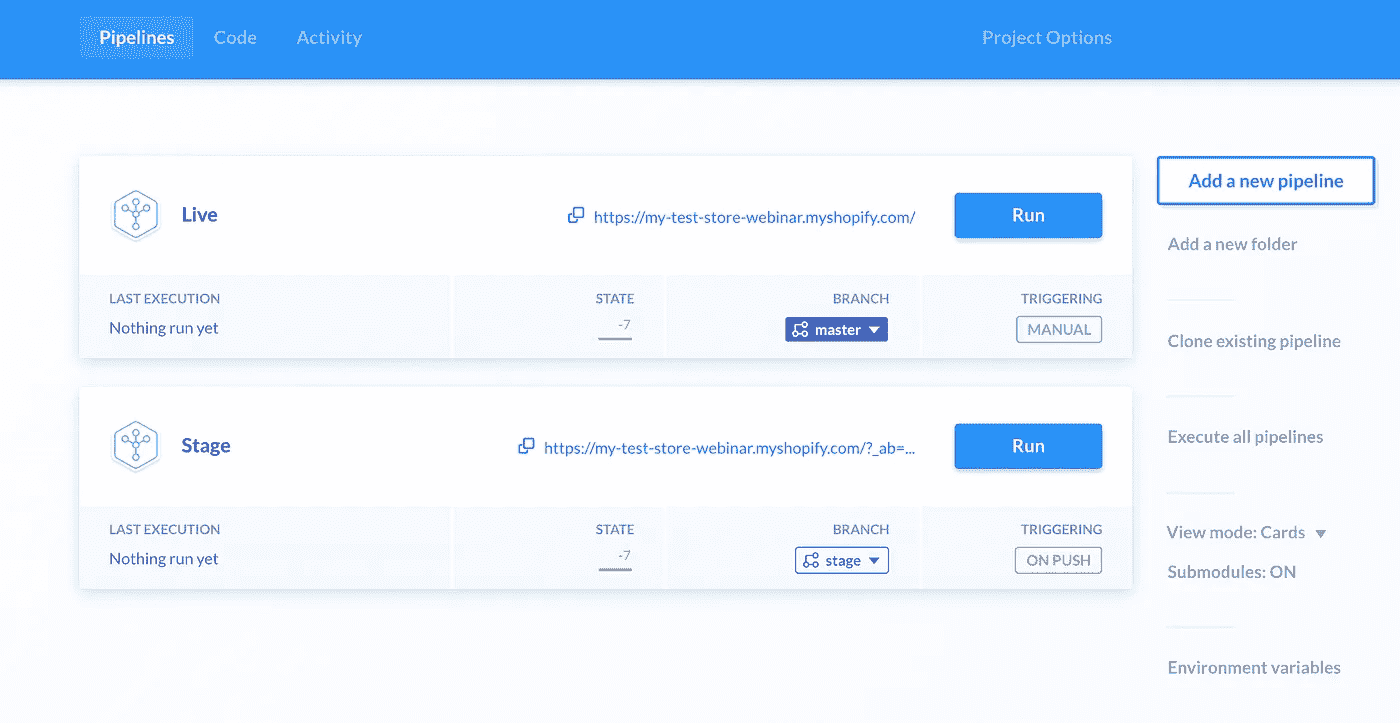 Pipelines Code Activity Project Options
Live
https://my-test-store-webinar.myshopify.com/
Run
LAST EXECUTION
Nothing run yet
STATE
-7
BRANCH
master
TRIGGERING
MANUAL
Stage
https://my-test-store-webinar.myshopify.com/?_ab=...
Run
LAST EXECUTION
Nothing run yet
STATE
-7
BRANCH
stage
TRIGGERING
ON PUSH
Add a new pipeline
Add a new folder
Clone existing pipeline
Execute all pipelines
View mode: Cards
Submodules: ON
Environment variables